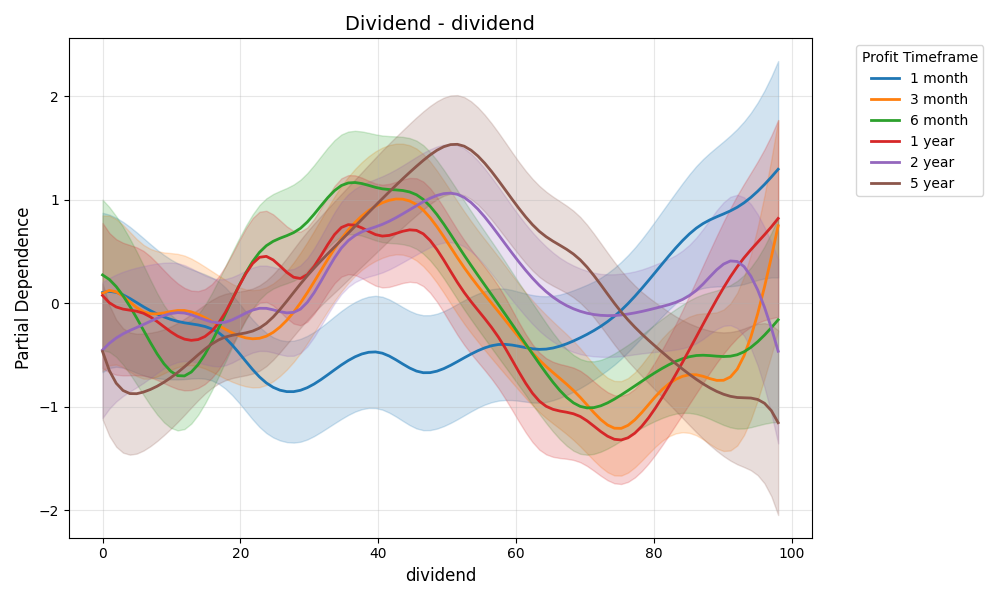 Dividend - dividend
Partial Dependence
2
1
0
−1
−2
0 20 40 60 80 100
dividend
Profit Timeframe
1 month
3 month
6 month
1 year
2 year
5 year